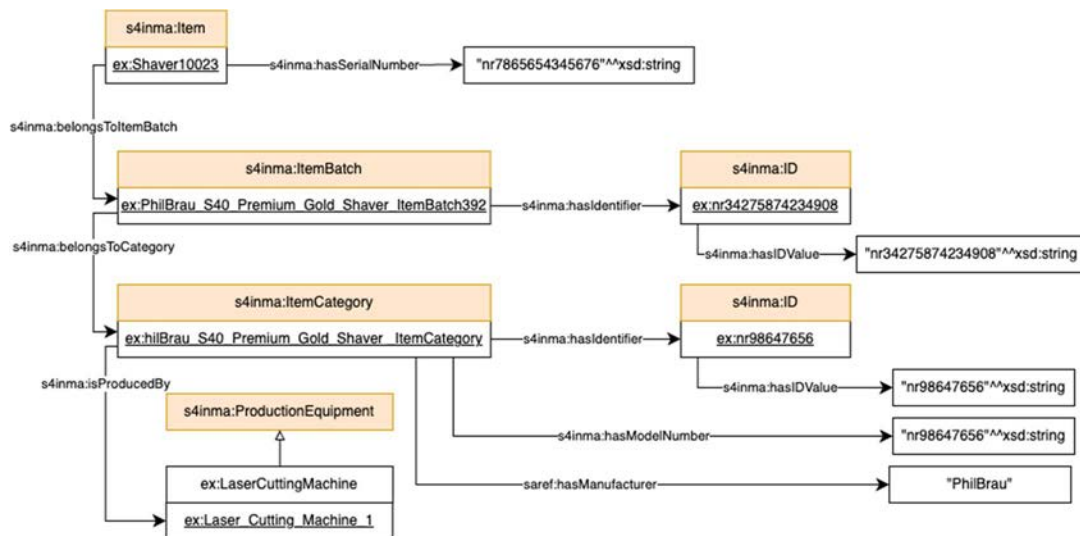 s4inma:Item
ex:Shaver10023
s4inma:hasSerialNumber
"nr7865654345676"^^xsd:string
s4inma:belongsToItemBatch
s4inma:ItemBatch
s4inma:ID
ex:PhilBrau_S40_Premium_Gold_Shaver_ItemBatch392
s4inma:hasIdentifier
ex:nr34275874234908
s4inma:belongsToCategory
s4inma:hasIDValue
"nr34275874234908"^^xsd:string
s4inma:ItemCategory
s4inma:ID
ex:hilBrau_S40_Premium_Gold_Shaver_ItemCategory
s4inma:hasIdentifier
ex:nr98647656
s4inma:isProducedBy
s4inma:hasIDValue
"nr98647656"^^xsd:string
s4inma:ProductionEquipment
s4inma:hasModelNumber
"nr98647656"^^xsd:string
ex:LaserCuttingMachine
saref:hasManufacturer
"PhilBrau"
ex:Laser_Cutting_Machine_1